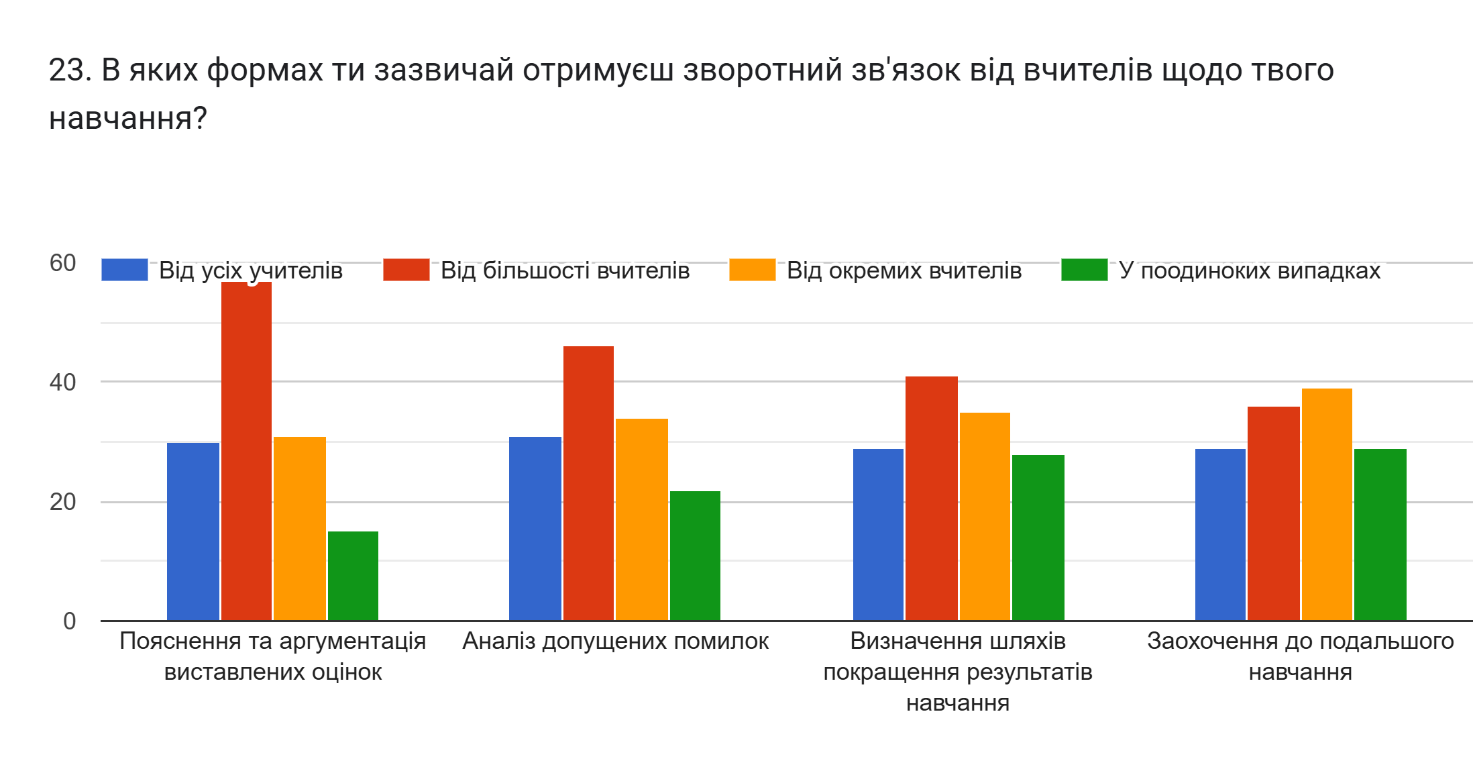 23. В яких формах ти зазвичай отримуєш зворотний зв'язок від вчителів щодо твого
навчання?
60
Від усіх учителів
Від більшості вчителів
Від окремих вчителів
У поодиноких випадках
40
20
0
Пояснення та аргументація
виставлених оцінок
Аналіз допущених помилок
Визначення шляхів
покращення результатів
навчання
Заохочення до подальшого
навчання